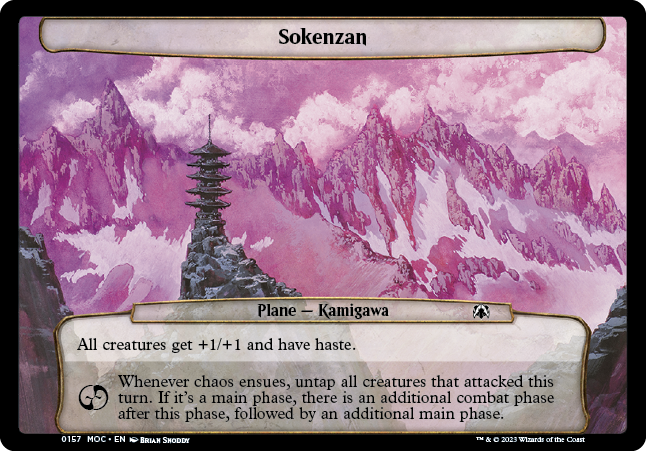 Sokenzan
Plane — Kamigawa
All creatures get +1/+1 and have haste.
Whenever chaos ensues, untap all creatures that attacked this
turn. If it's a main phase, there is an additional combat phase
after this phase, followed by an additional main phase.
0157 MOC • EN Brian Snoddy
™ & © 2023 Wizards of the Coast